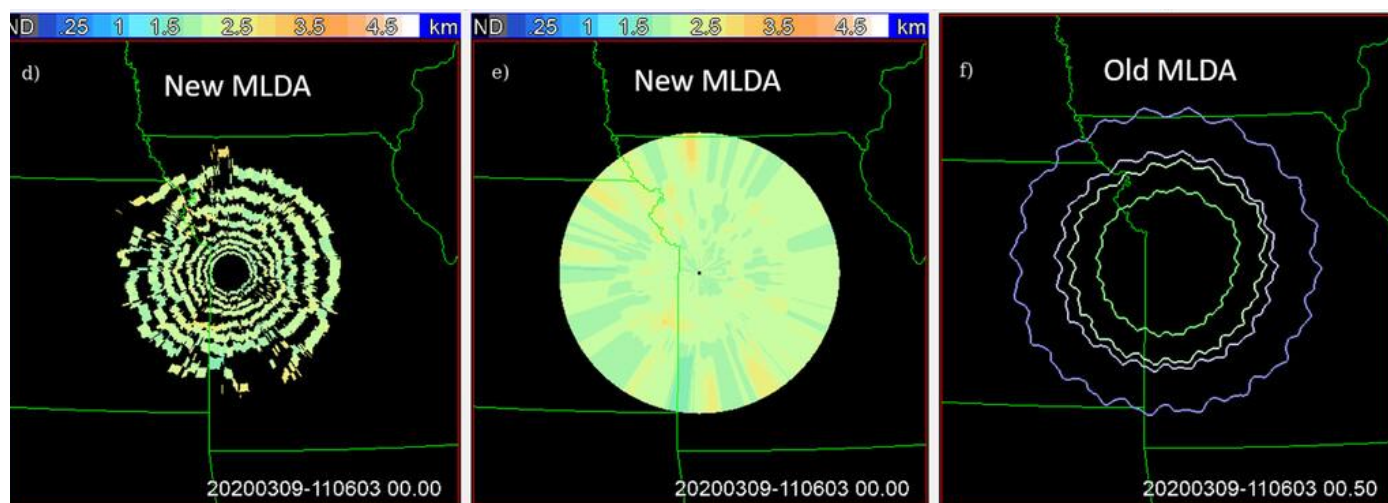 ND .25 1 1.5 2.5 3.5 4.5 km
ND .25 1 1.5 2.5 3.5 4.5 km
d)
New MLDA
e)
New MLDA
f)
Old MLDA
20200309-110603 00.00
20200309-110603 00.00
20200309-110603 00.50